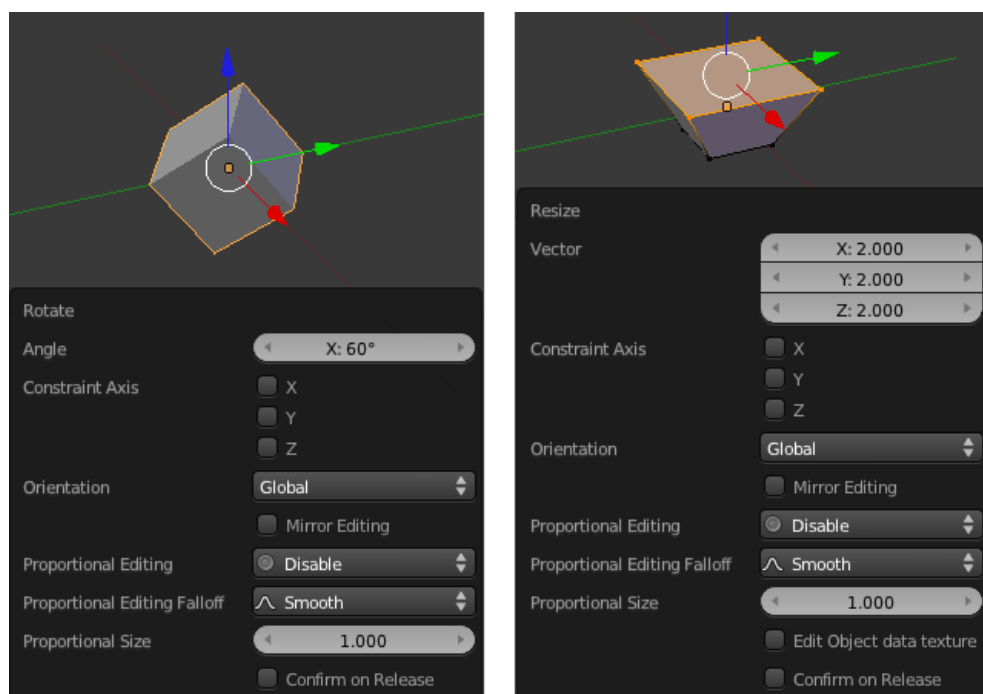 Rotate
Angle X: 60°
Constraint Axis X
Y
Z
Orientation Global
Mirror Editing
Proportional Editing Disable
Proportional Editing Falloff Smooth
Proportional Size 1.000
Confirm on Release
Resize
Vector X: 2.000
Y: 2.000
Z: 2.000
Constraint Axis X
Y
Z
Orientation Global
Mirror Editing
Proportional Editing Disable
Proportional Editing Falloff Smooth
Proportional Size 1.000
Edit Object data texture
Confirm on Release